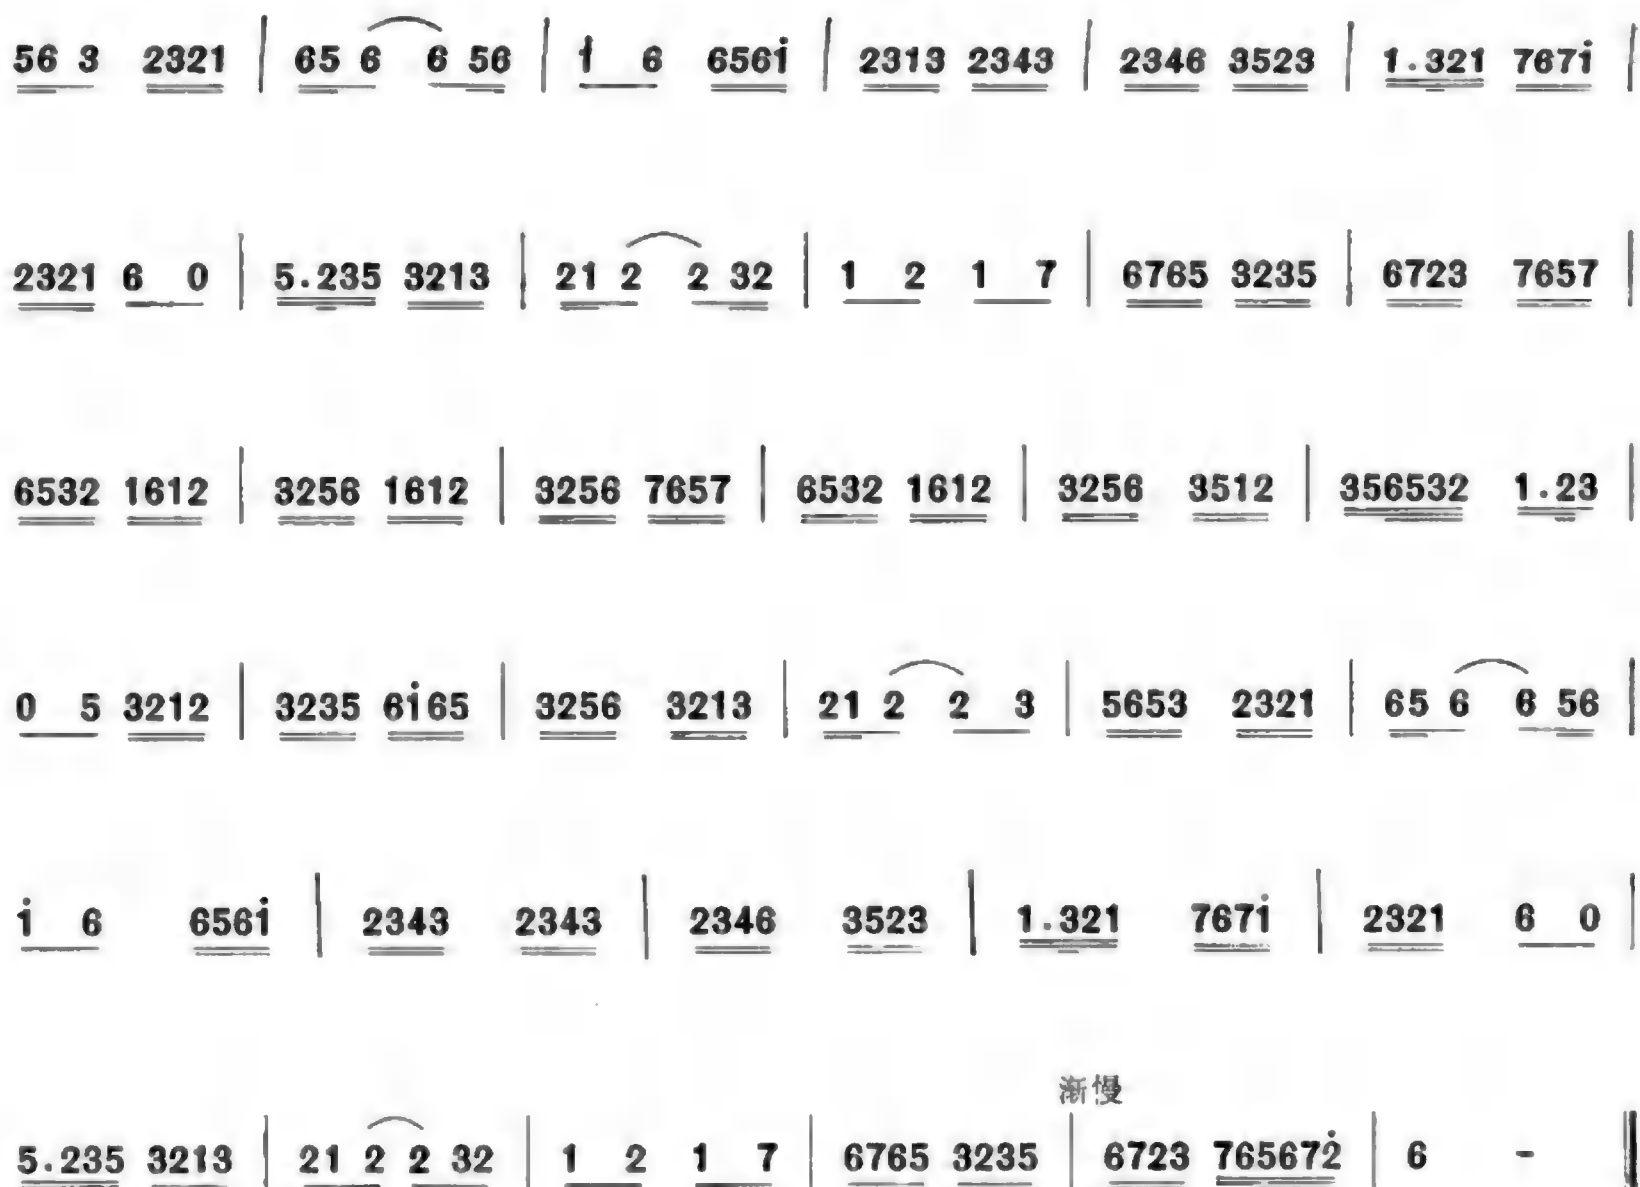 56 3 2321 | 65 6 6 56 | i 6 656i | 2313 2343 | 2346 3523 | 1.321 767i |
2321 6 0 | 5.235 3213 | 21 2 2 32 | 1 2 1 7 | 6765 3235 | 6723 7657 |
6532 1612 | 3256 1612 | 3256 7657 | 6532 1612 | 3256 3512 | 356532 1.23 |
0 5 3212 | 3235 6i65 | 3256 3213 | 21 2 2 3 | 5653 2321 | 65 6 6 56 |
i 6 656i | 2343 2343 | 2346 3523 | 1.321 767i | 2321 6 0 |
渐慢
5.235 3213 | 21 2 2 32 | 1 2 1 7 | 6765 3235 | 6723 765672̇ | 6 - ‖